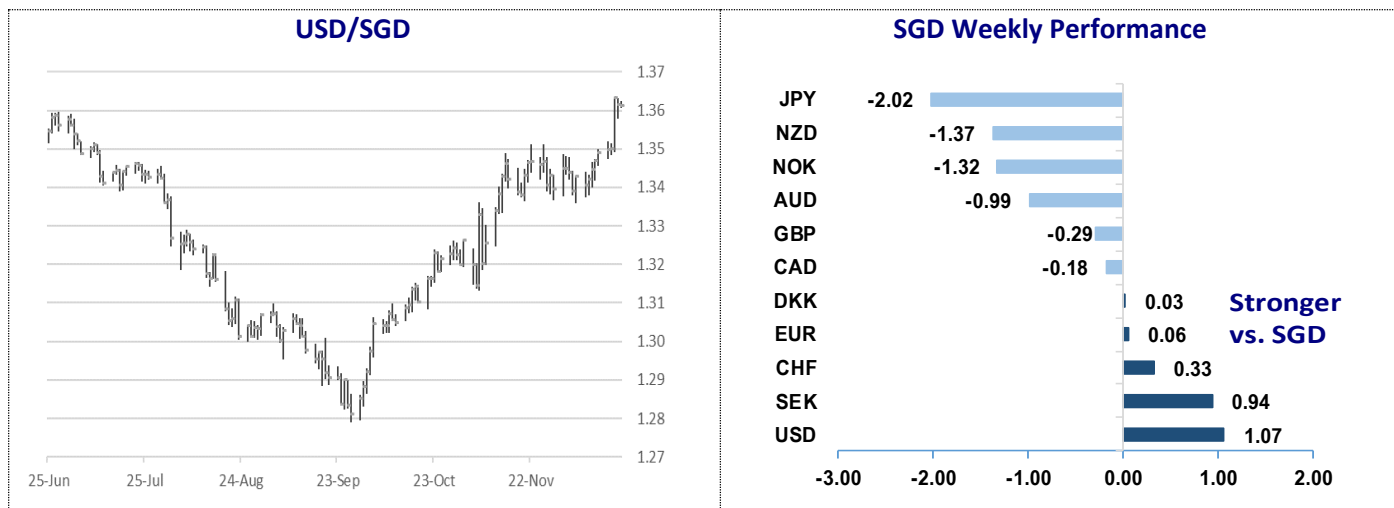 USD/SGD
1.37
1.36
1.35
1.34
1.33
1.32
1.31
1.30
1.29
1.28
1.27
25-Jun 25-Jul 24-Aug 23-Sep 23-Oct 22-Nov
SGD Weekly Performance
JPY -2.02
NZD -1.37
NOK -1.32
AUD -0.99
GBP -0.29
CAD -0.18
DKK 0.03
EUR 0.06
CHF 0.33
SEK 0.94
USD 1.07
Stronger
vs. SGD
-3.00 -2.00 -1.00 0.00 1.00 2.00